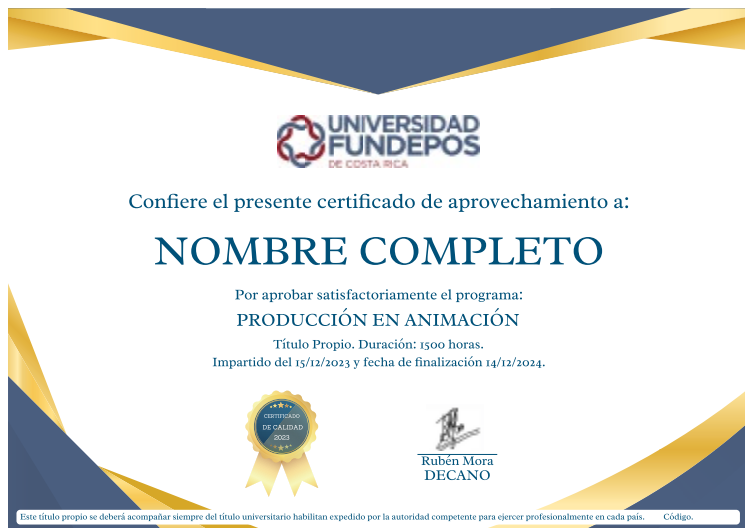 UNIVERSIDAD
FUNDEPOS
DE COSTA RICA
Confiere el presente certificado de aprovechamiento a:
NOMBRE COMPLETO
Por aprobar satisfactoriamente el programa:
PRODUCCIÓN EN ANIMACIÓN
Título Propio. Duración: 1500 horas.
Impartido del 15/12/2023 y fecha de finalización 14/12/2024.
CERTIFICADO
DE CALIDAD
2023
Rubén Mora
DECANO
Este título propio se deberá acompañar siempre del título universitario habilitan expedido por la autoridad competente para ejercer profesionalmente en cada país. Código.